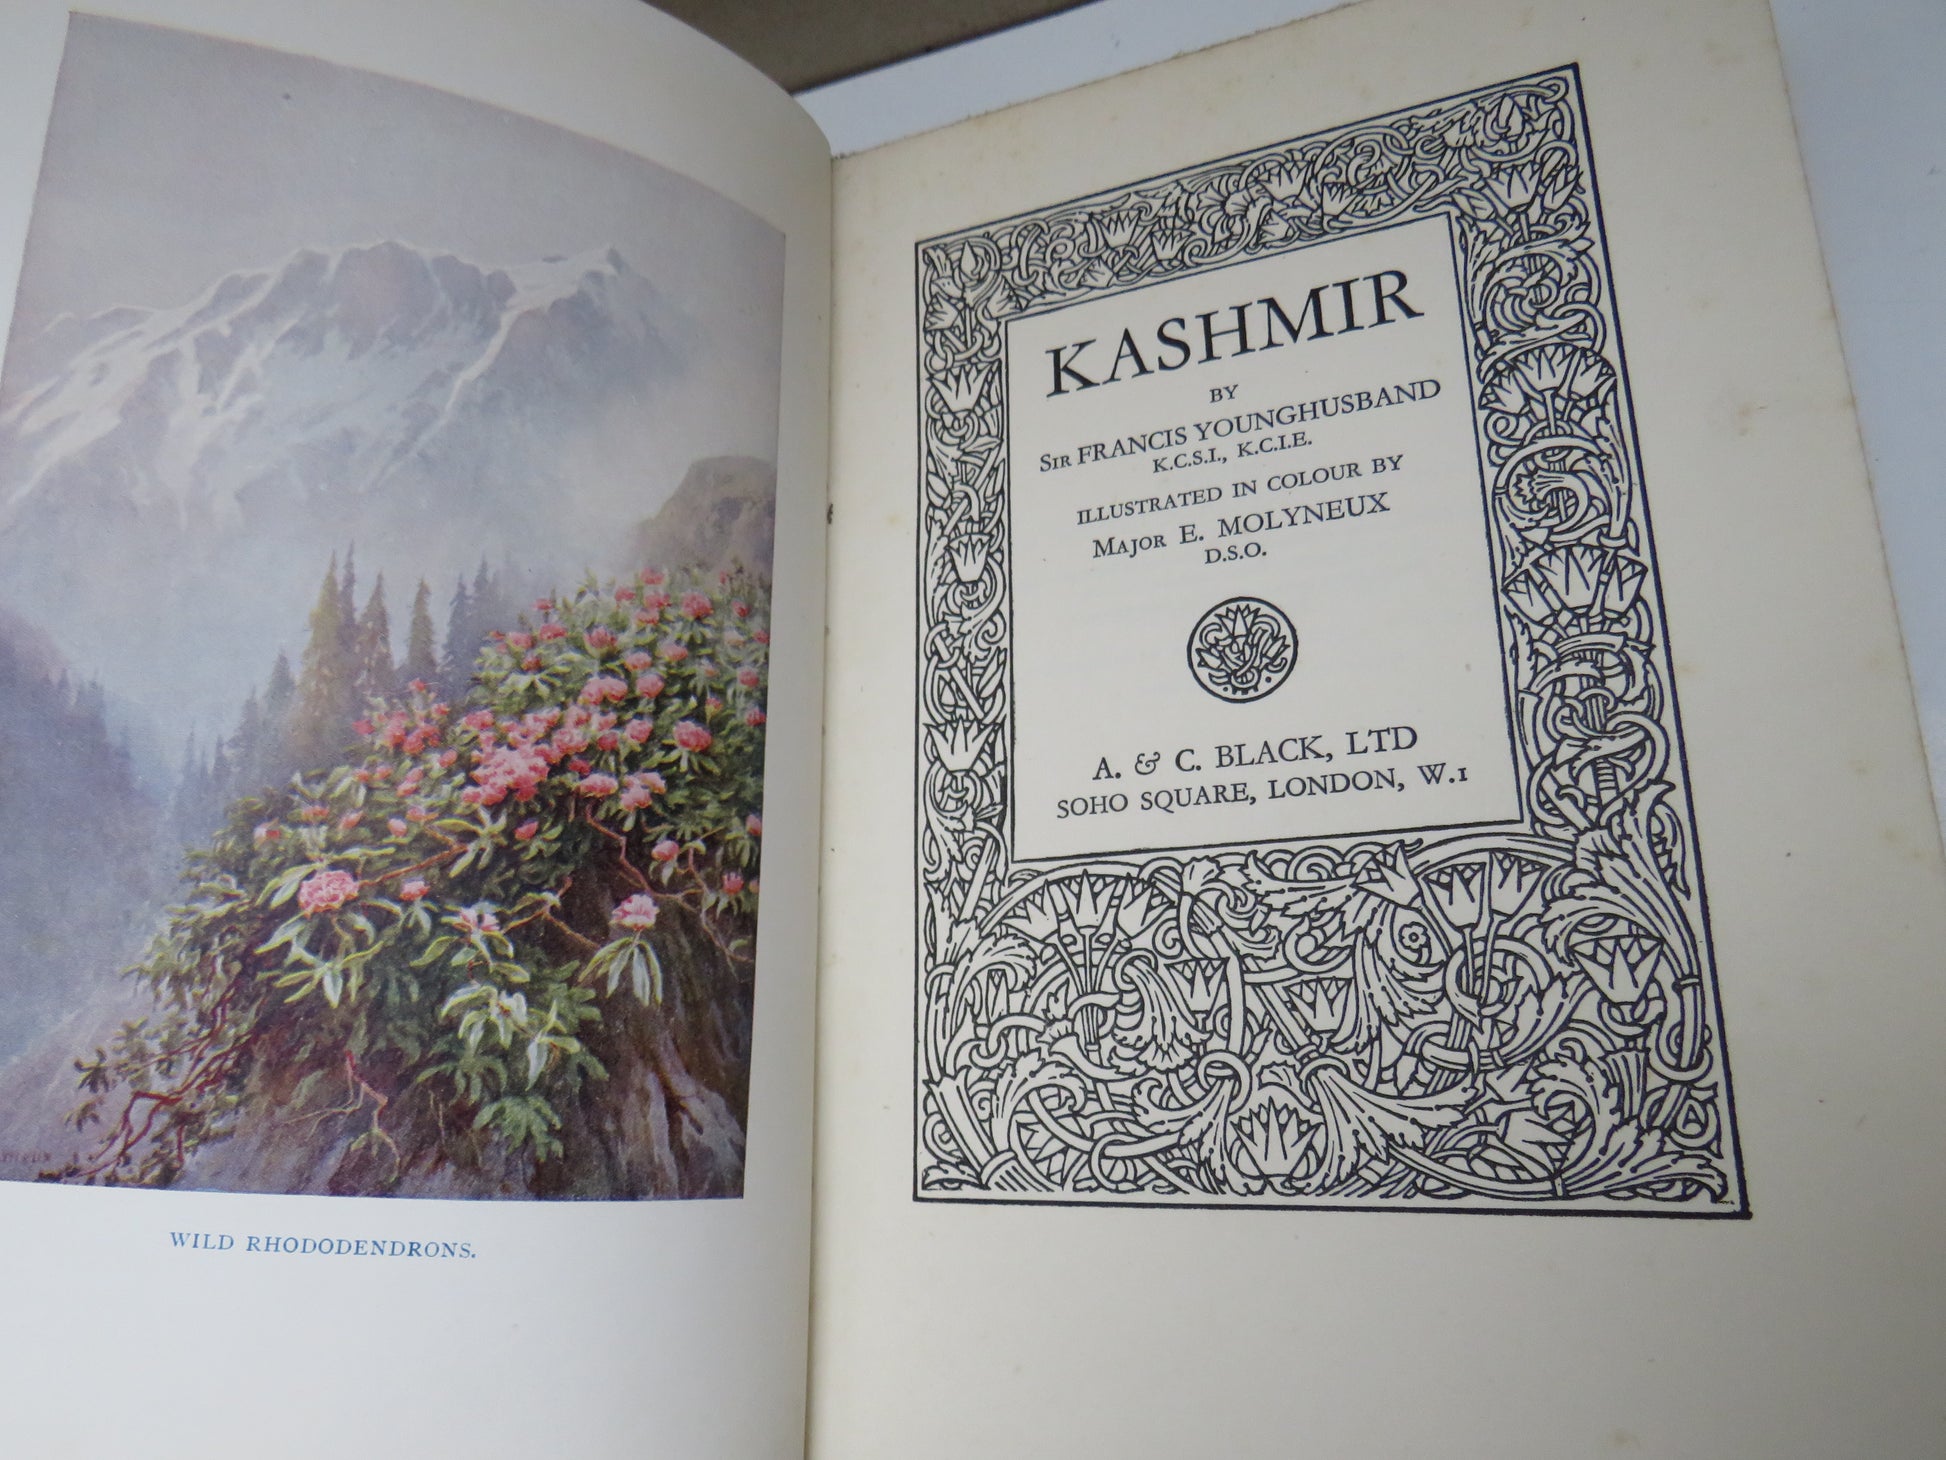 WILD RHODODENDRONS.
KASHMIR
BY
SIR FRANCIS YOUNGHUSBAND
K.C.S.I., K.C.I.E.
ILLUSTRATED IN COLOUR BY
MAJOR E. MOLYNEUX
D.S.O.
A. & C. BLACK, LTD
SOHO SQUARE, LONDON, W.1